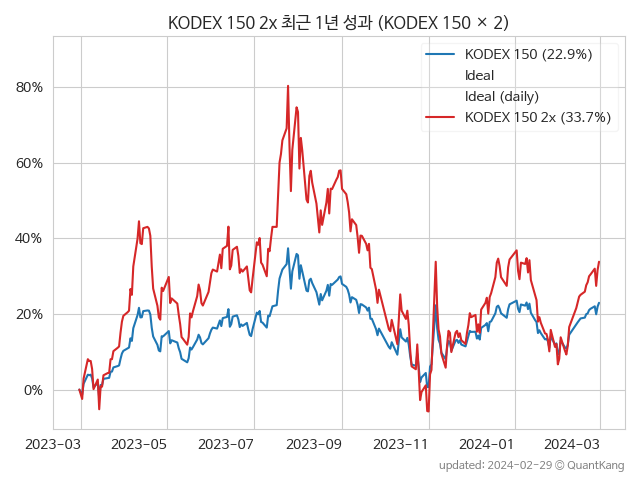 KODEX 150 2x 최근 1년 성과 (KODEX 150 × 2)
KODEX 150 (22.9%)
Ideal
Ideal (daily)
KODEX 150 2x (33.7%)
80%
60%
40%
20%
0%
2023-03 2023-05 2023-07 2023-09 2023-11 2024-01 2024-03
updated: 2024-02-29 © QuantKang